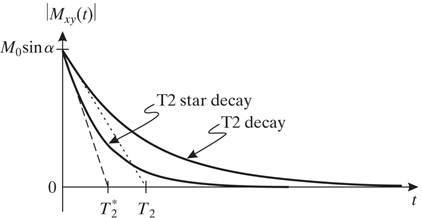 |Mxy(t)|
M0 sin α
T2 star decay
T2 decay
0
T2*
T2
t